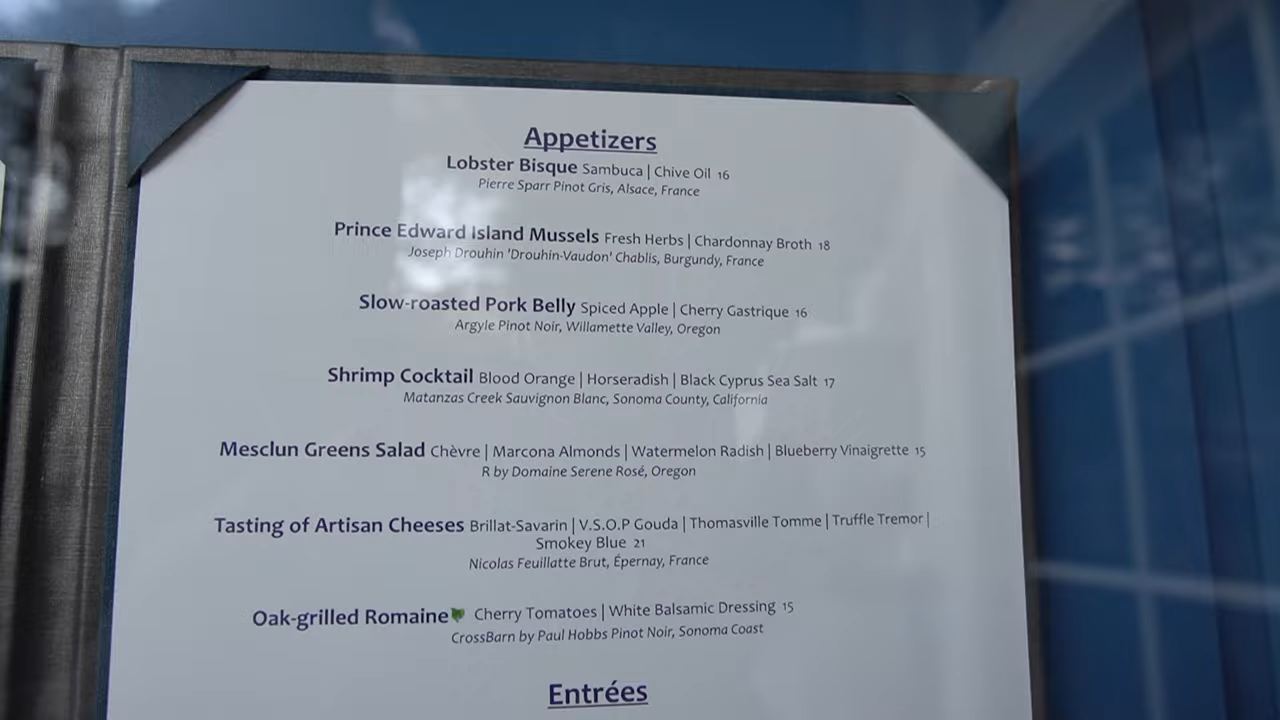 Appetizers
Lobster Bisque Sambuca | Chive Oil 16
Pierre Sparr Pinot Gris, Alsace, France
Prince Edward Island Mussels Fresh Herbs | Chardonnay Broth 18
Joseph Drouhin 'Drouhin-Vaudon' Chablis, Burgundy, France
Slow-roasted Pork Belly Spiced Apple | Cherry Gastrique 16
Argyle Pinot Noir, Willamette Valley, Oregon
Shrimp Cocktail Blood Orange | Horseradish | Black Cyprus Sea Salt 17
Matanzas Creek Sauvignon Blanc, Sonoma County, California
Mesclun Greens Salad Chèvre | Marcona Almonds | Watermelon Radish | Blueberry Vinaigrette 15
R by Domaine Serene Rosé, Oregon
Tasting of Artisan Cheeses Brillat-Savarin | V.S.O.P Gouda | Thomasville Tomme | Truffle Tremor |
Smokey Blue 21
Nicolas Feuillatte Brut, Épernay, France
Oak-grilled Romaine Cherry Tomatoes | White Balsamic Dressing 15
CrossBarn by Paul Hobbs Pinot Noir, Sonoma Coast
Entrées